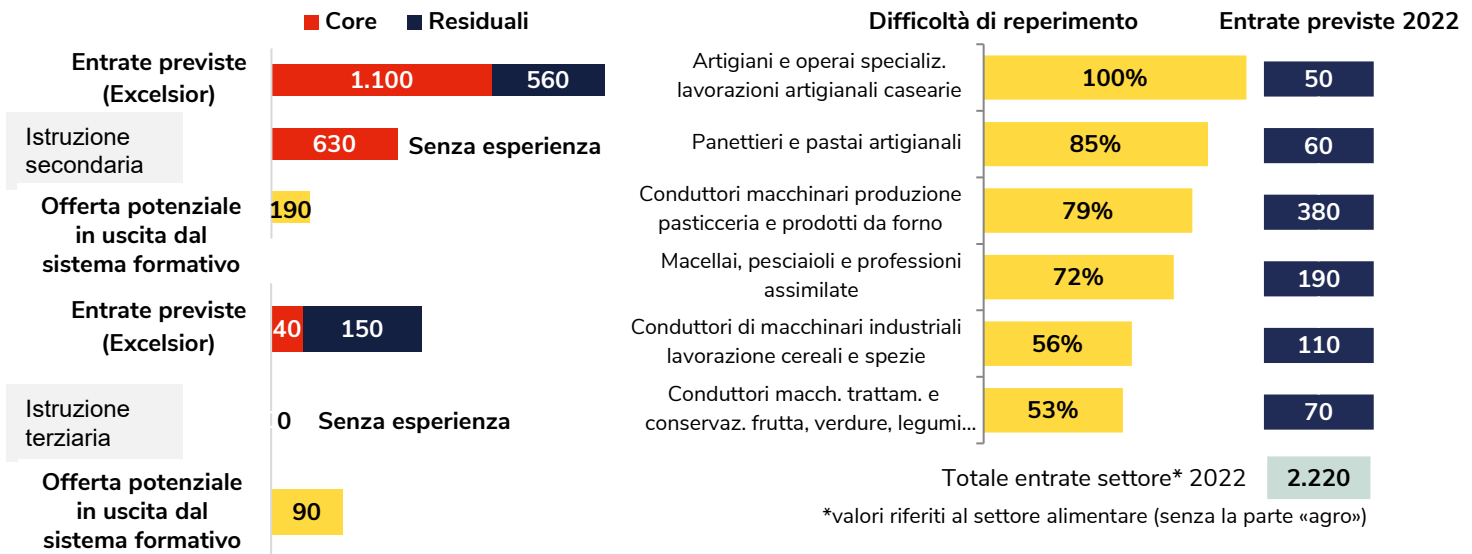 Core Residuali
Entrate previste
(Excelsior)
1.100 560
Istruzione
secondaria
630 Senza esperienza
Offerta potenziale
in uscita dal
sistema formativo
190
Entrate previste
(Excelsior)
40 150
Istruzione
terziaria
0 Senza esperienza
Offerta potenziale
in uscita dal
sistema formativo
90
Difficoltà di reperimento Entrate previste 2022
Artigiani e operai specializ.
lavorazioni artigianali casearie
100% 50
Panettieri e pastai artigianali
85% 60
Conduttori macchinari produzione
pasticceria e prodotti da forno
79% 380
Macellai, pesciaioli e professioni
assimilate
72% 190
Conduttori di macchinari industriali
lavorazione cereali e spezie
56% 110
Conduttori macch. trattam. e
conservaz. frutta, verdure, legumi...
53% 70
Totale entrate settore* 2022 2.220
*valori riferiti al settore alimentare (senza la parte «agro»)